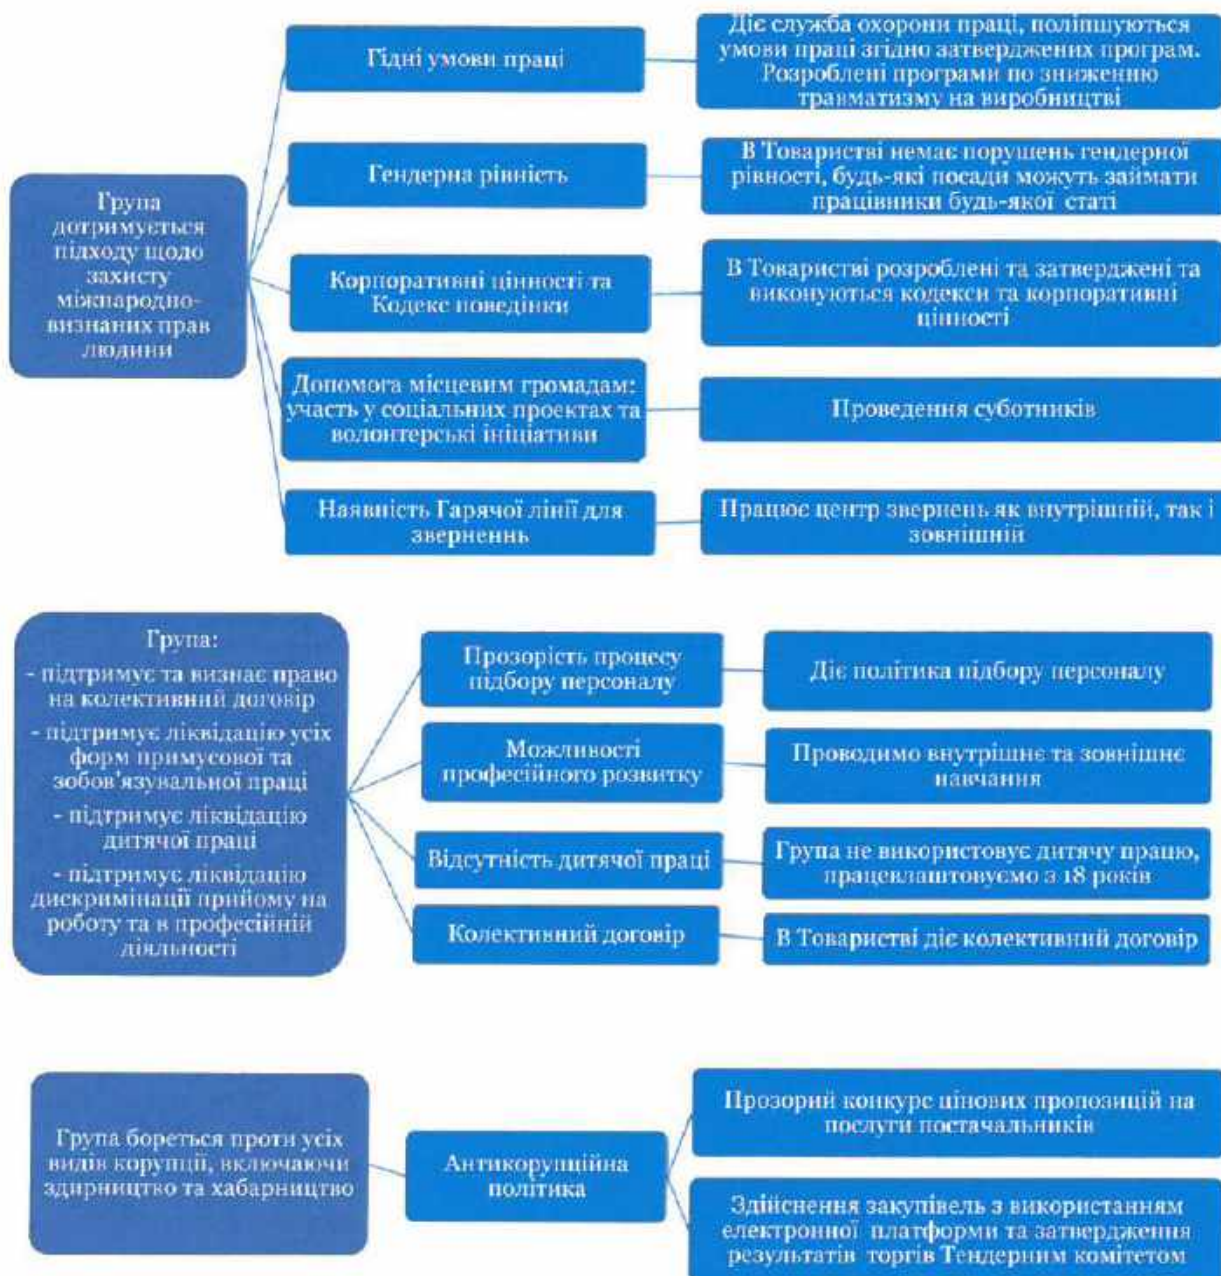 Група
дотримується
підходу щодо
захисту
міжнародно-
визнаних прав
людини
Гідні умови праці
Діє служба охорони праці, поліпшуються
умови праці згідно затверджених програм.
Розроблені програми по зниженню
травматизму на виробництві
Гендерна рівність
В Товаристві немає порушень гендерної
рівності, будь-які посади можуть займати
працівники будь-якої статі
Корпоративні цінності та
Кодекс поведінки
В Товаристві розроблені та затверджені та
виконуються кодекси та корпоративні
цінності
Допомога місцевим громадам:
участь у соціальних проєктах та
волонтерські ініціативи
Проведення суботників
Наявність Гарячої лінії для
зверненнь
Працює центр звернень як внутрішній, так і
зовнішній
Група:
- підтримує та визнає право
на колективний договір
- підтримує ліквідацію усіх
форм примусової та
зобов'язувальної праці
- підтримує ліквідацію
дитячої праці
- підтримує ліквідацію
дискримінації прийому на
роботу та в професійній
діяльності
Прозорість процесу
підбору персоналу
Діє політика підбору персоналу
Можливості
професійного розвитку
Проводимо внутрішнє та зовнішнє
навчання
Відсутність дитячої праці
Група не використовує дитячу працю,
працевлаштовуємо з 18 років
Колективний договір
В Товаристві діє колективний договір
Група бореться проти усіх
видів корупції, включаючи
здирництво та хабарництво
Антикорупційна
політика
Прозорий конкурс цінових пропозицій на
послуги постачальників
Здійснення закупівель з використанням
електронної платформи та затвердження
результатів торгів Тендерним комітетом